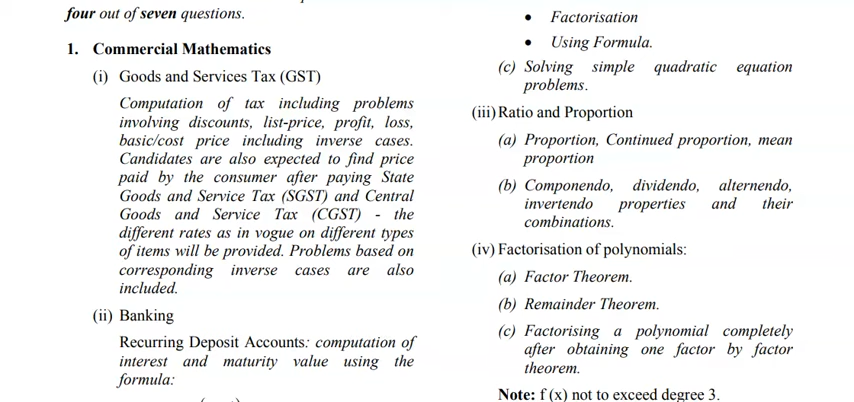 four out of seven questions.
1. Commercial Mathematics
(i) Goods and Services Tax (GST)
Computation of tax including problems
involving discounts, list-price, profit, loss,
basic/cost price including inverse cases.
Candidates are also expected to find price
paid by the consumer after paying State
Goods and Service Tax (SGST) and Central
Goods and Service Tax (CGST) - the
different rates as in vogue on different types
of items will be provided. Problems based on
corresponding inverse cases are also
included.
(ii) Banking
Recurring Deposit Accounts: computation of
interest and maturity value using the
formula:
• Factorisation
• Using Formula.
(c) Solving simple quadratic equation
problems.
(iii) Ratio and Proportion
(a) Proportion, Continued proportion, mean
proportion
(b) Componendo, dividendo, alternendo,
invertendo properties and their
combinations.
(iv) Factorisation of polynomials:
(a) Factor Theorem.
(b) Remainder Theorem.
(c) Factorising a polynomial completely
after obtaining one factor by factor
theorem.
Note: f (x) not to exceed degree 3.